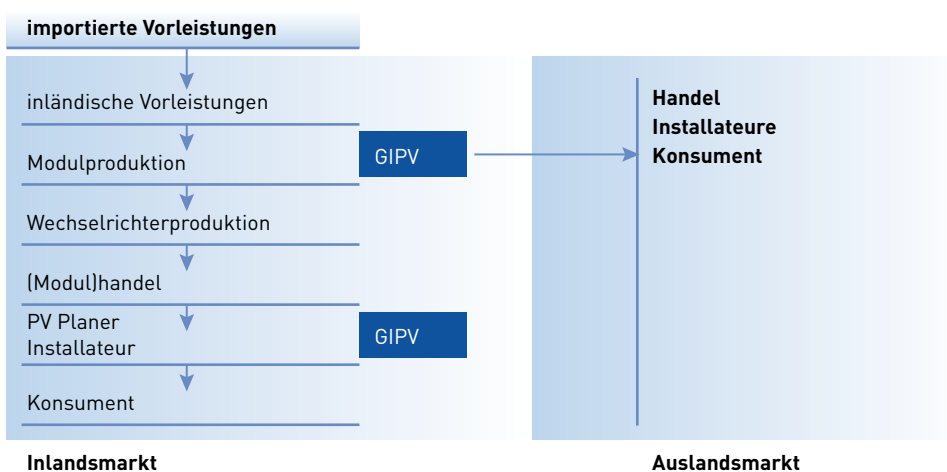 importierte Vorleistungen
inländische Vorleistungen
Modulproduktion
GIPV
Wechselrichterproduktion
(Modul)handel
PV Planer
Installateur
GIPV
Konsument
Inlandsmarkt
Handel
Installateure
Konsument
Auslandsmarkt